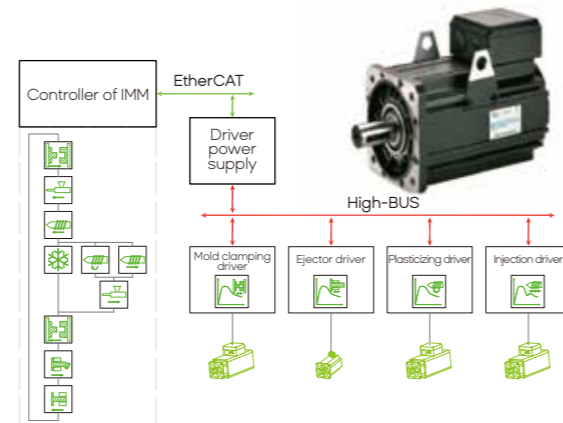 EtherCAT
Controller of IMM
Driver
power
supply
High-BUS
Mold clamping
driver
Ejector driver
Plasticizing driver
Injection driver